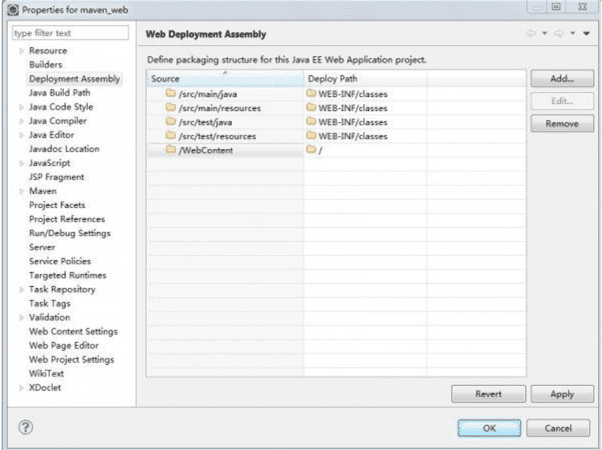 Properties for maven_web
type filter text
Resource
Builders
Deployment Assembly
Java Build Path
Java Code Style
Java Compiler
Java Editor
Javadoc Location
JavaScript
JSP Fragment
Maven
Project Facets
Project References
Run/Debug Settings
Server
Service Policies
Targeted Runtimes
Task Repository
Task Tags
Validation
Web Content Settings
Web Page Editor
Web Project Settings
WikiText
XDoclet
Web Deployment Assembly
Define packaging structure for this Java EE Web Application project.
Source Deploy Path
/src/main/java WEB-INF/classes
/src/main/resources WEB-INF/classes
/src/test/java WEB-INF/classes
/src/test/resources WEB-INF/classes
/WebContent /
Add...
Edit...
Remove
Revert Apply
? OK Cancel